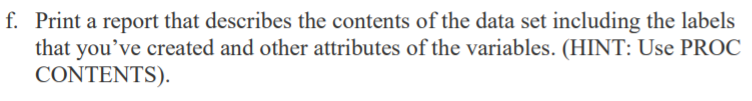 f. Print a report that describes the contents of the data set including the labels
that you’ve created and other attributes of the variables. (HINT: Use PROC
CONTENTS).